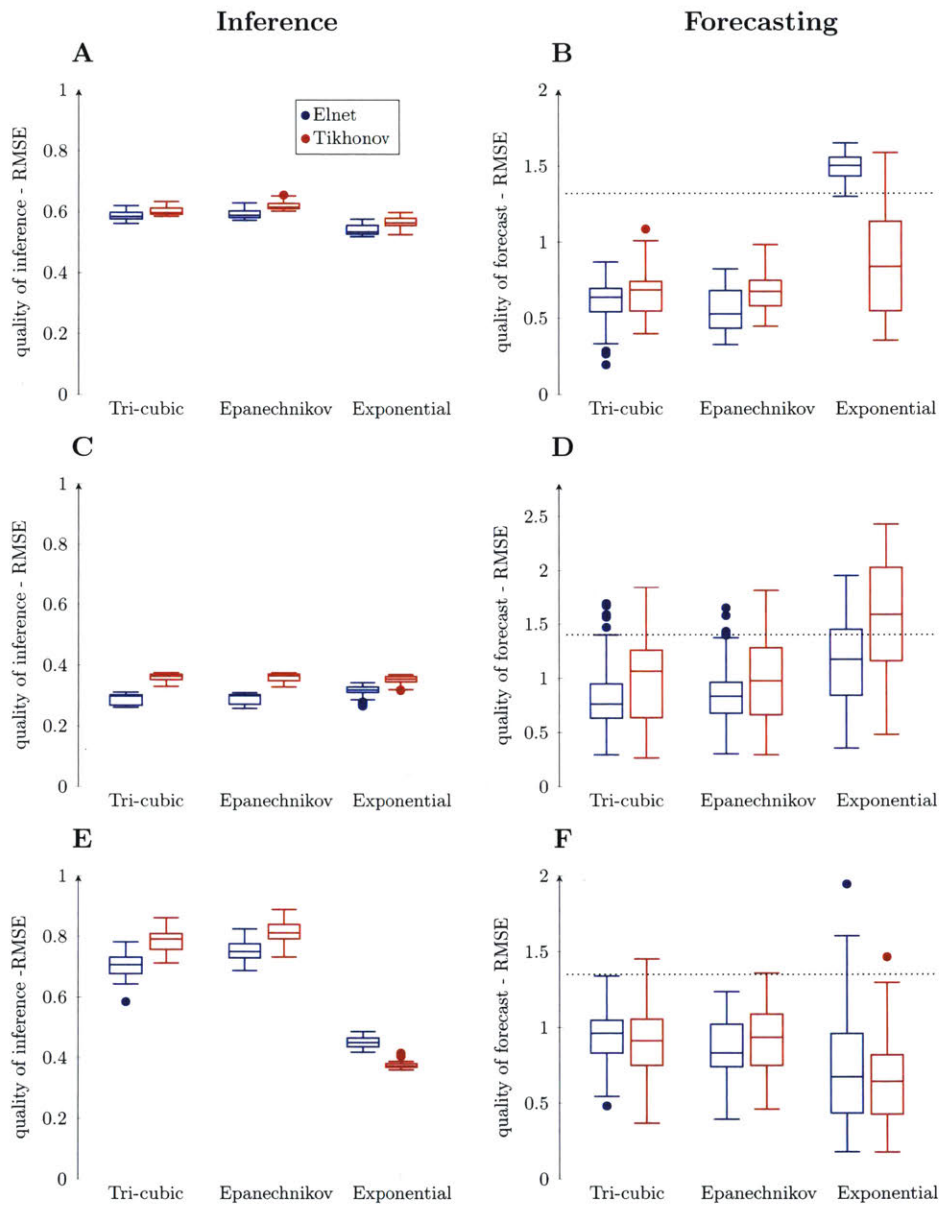 Inference
Forecasting
A
B
quality of inference - RMSE
1
0.8
0.6
0.4
0.2
0
Elnet
Tikhonov
Tri-cubic Epanechnikov Exponential
quality of forecast - RMSE
2
1.5
1
0.5
0
Tri-cubic Epanechnikov Exponential
C
D
quality of inference - RMSE
1
0.8
0.6
0.4
0.2
0
Tri-cubic Epanechnikov Exponential
quality of forecast - RMSE
2.5
2
1.5
1
0.5
0
Tri-cubic Epanechnikov Exponential
E
F
quality of inference -RMSE
1
0.8
0.6
0.4
0.2
0
Tri-cubic Epanechnikov Exponential
quality of forecast - RMSE
2
1.5
1
0.5
0
Tri-cubic Epanechnikov Exponential